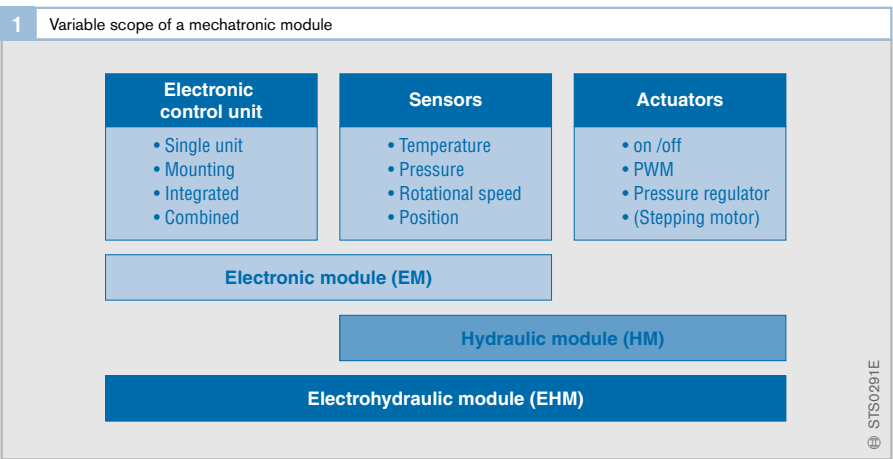 1 Variable scope of a mechatronic module
Electronic
control unit
• Single unit
• Mounting
• Integrated
• Combined
Sensors
• Temperature
• Pressure
• Rotational speed
• Position
Actuators
• on /off
• PWM
• Pressure regulator
• (Stepping motor)
Electronic module (EM)
Hydraulic module (HM)
Electrohydraulic module (EHM)
STS0291E